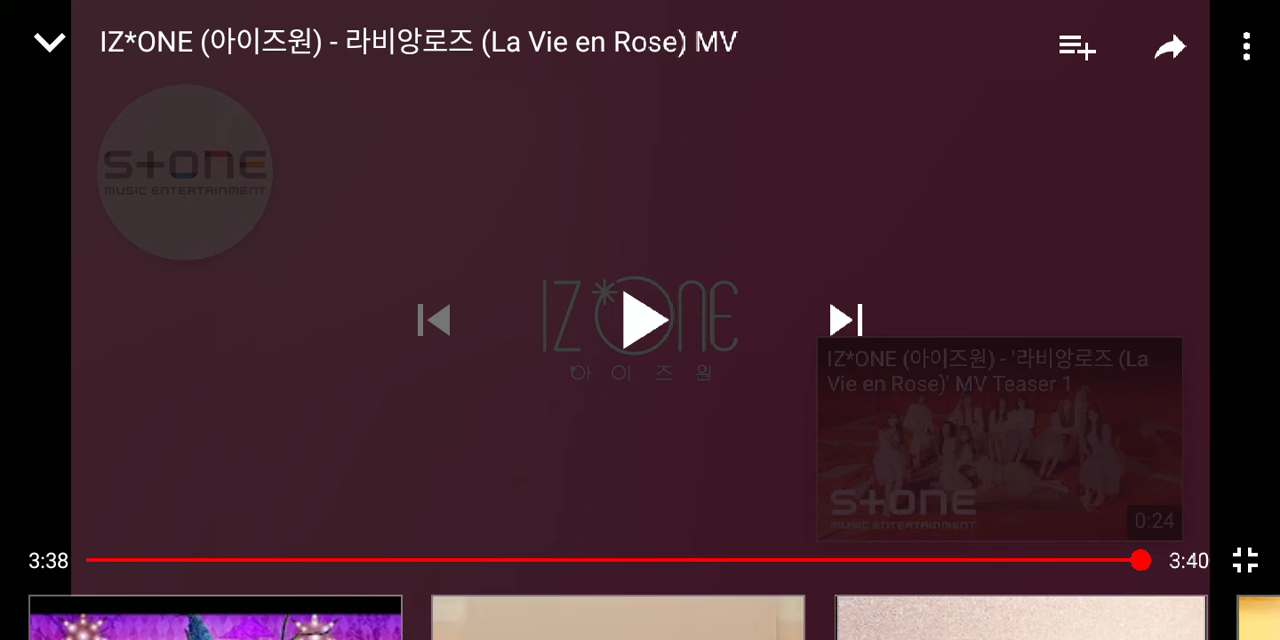 IZ*ONE (아이즈원) - 라비앙로즈 (La Vie en Rose) MV
STONE
MUSIC ENTERTAINMENT
IZ*ONE
아이즈원
IZ*ONE (아이즈원) - '라비앙로즈 (La
Vie en Rose)' MV Teaser 1
STONE
MUSIC ENTERTAINMENT
0:24
3:38
3:40